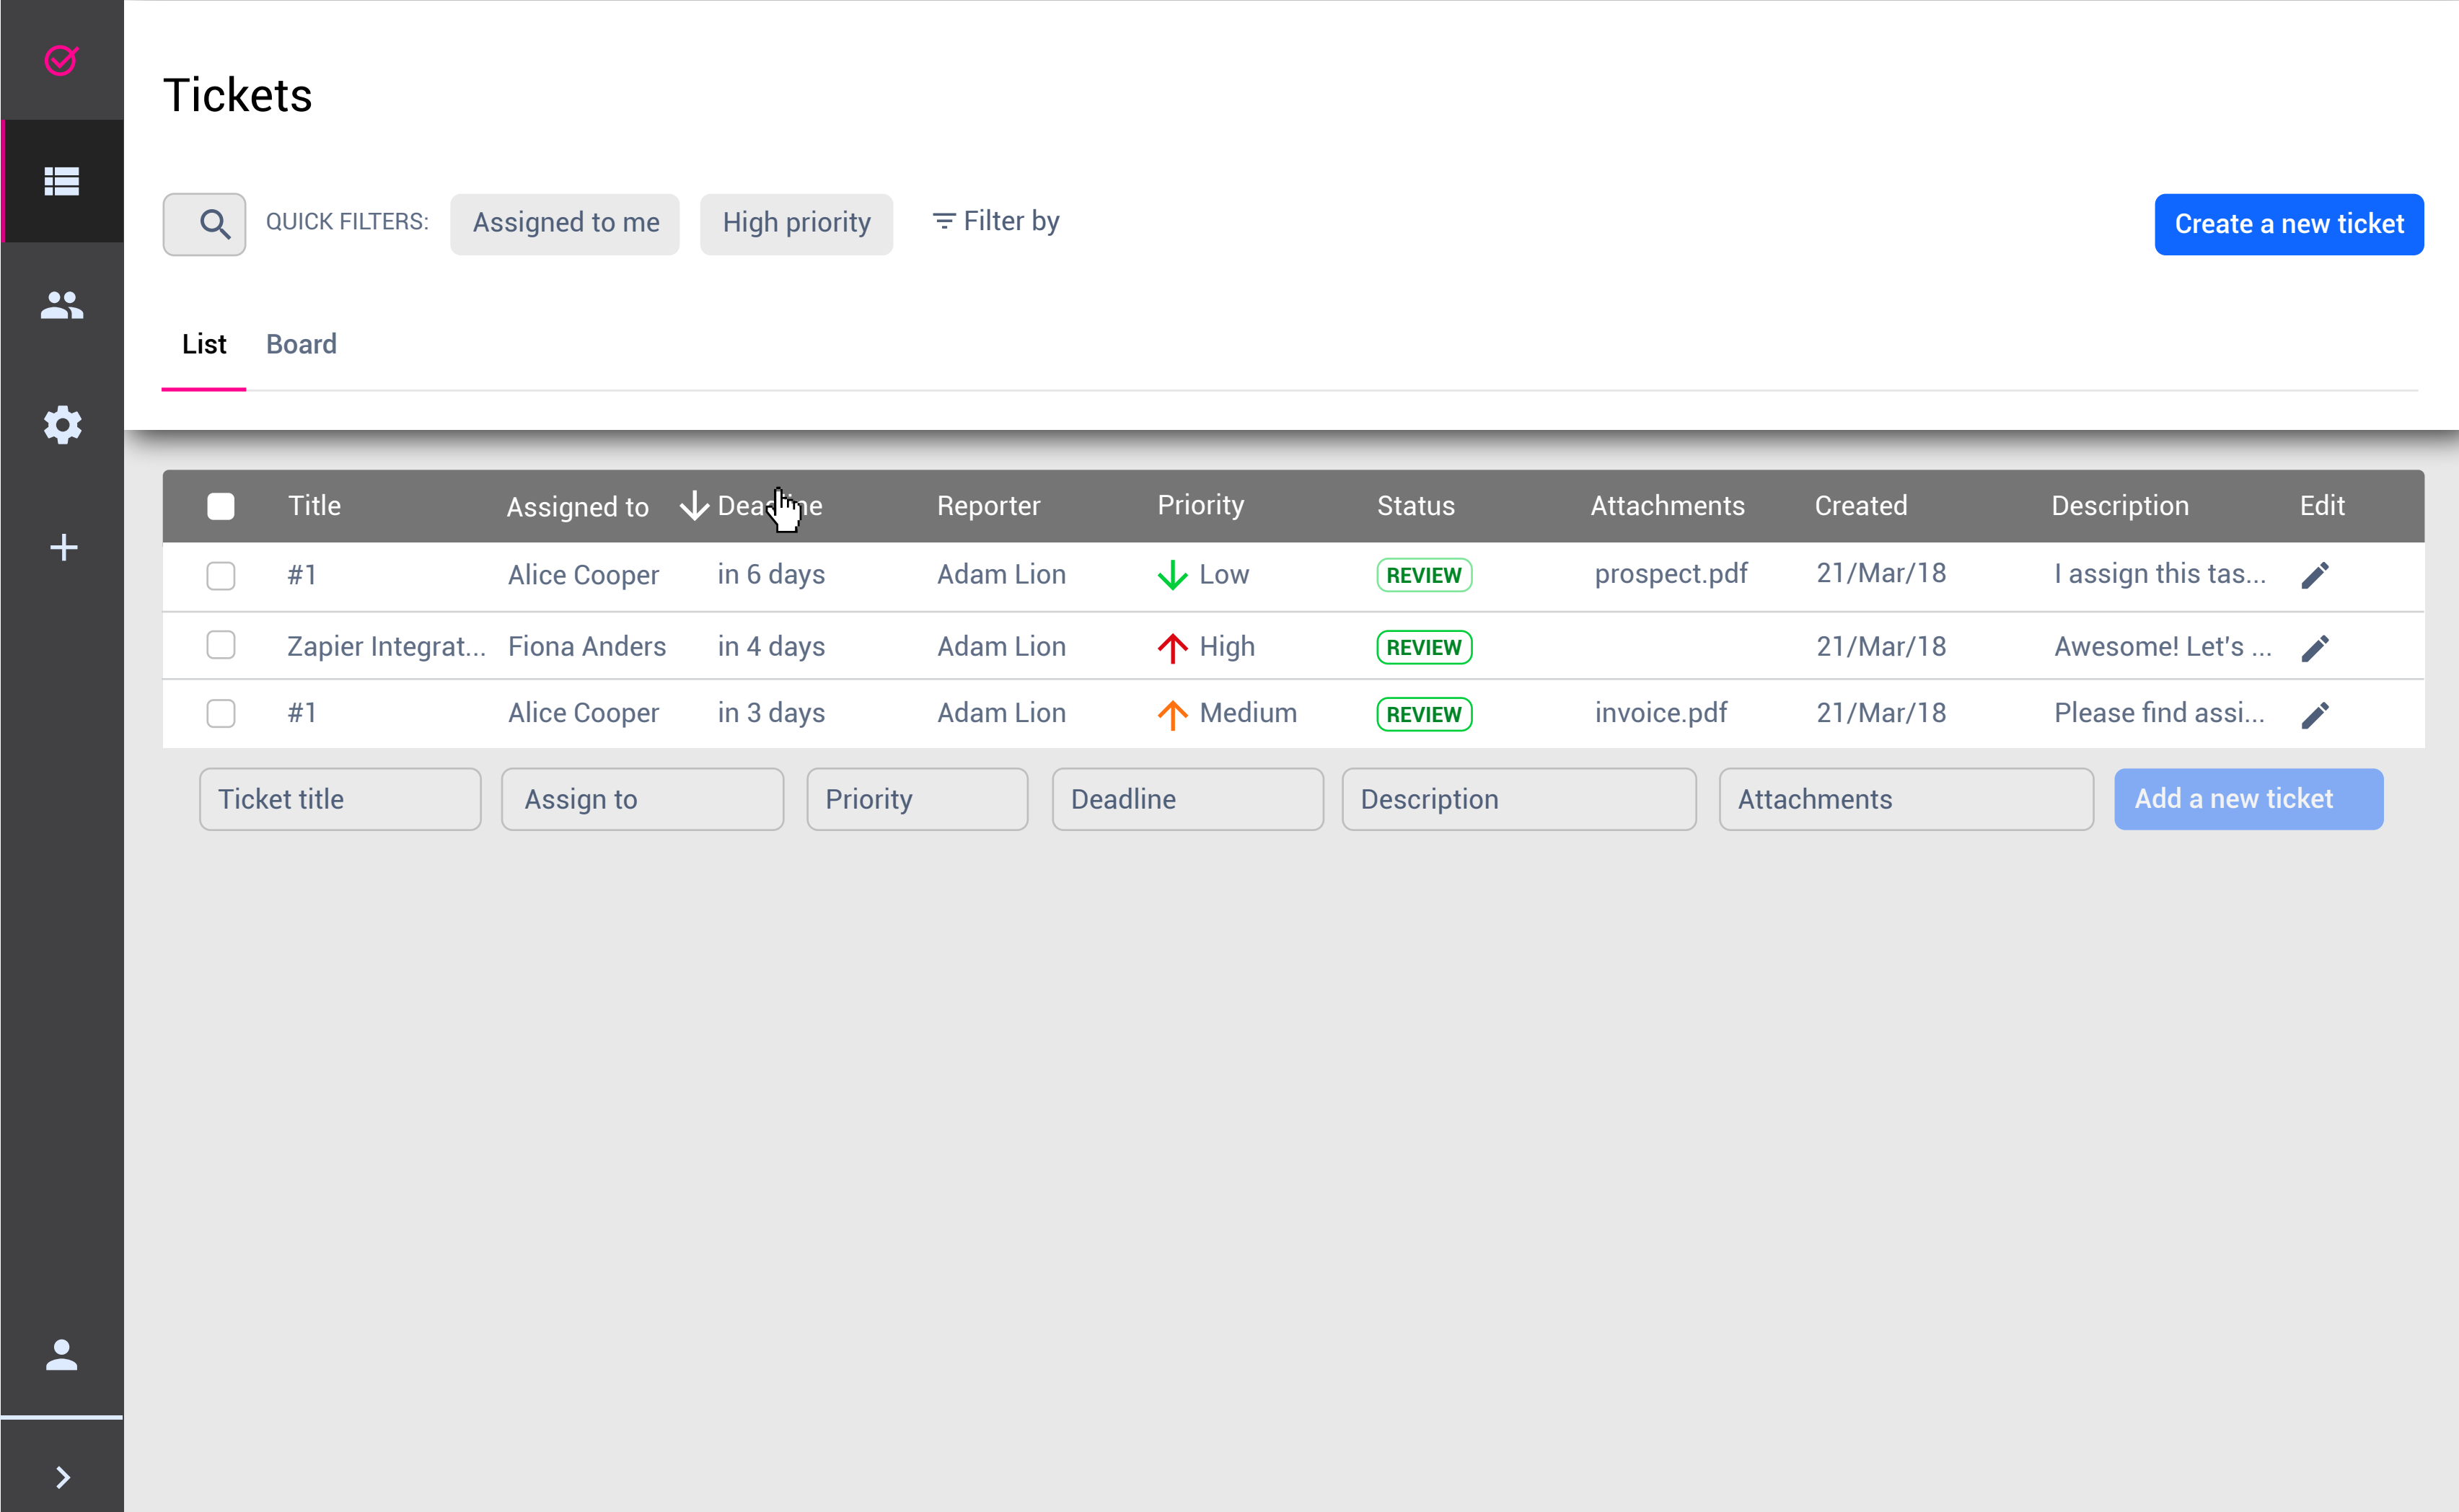 Tickets
QUICK FILTERS: Assigned to me High priority Filter by Create a new ticket
List Board
Title Assigned to Reporter Priority Status Attachments Created Description Edit
#1 Alice Cooper in 6 days Adam Lion Low REVIEW prospect.pdf 21/Mar/18 I assign this tas...
Zapier Integrat... Fiona Anders in 4 days Adam Lion High REVIEW 21/Mar/18 Awesome! Let's ...
#1 Alice Cooper in 3 days Adam Lion Medium REVIEW invoice.pdf 21/Mar/18 Please find assi...
Ticket title Assign to Priority Deadline Description Attachments Add a new ticket